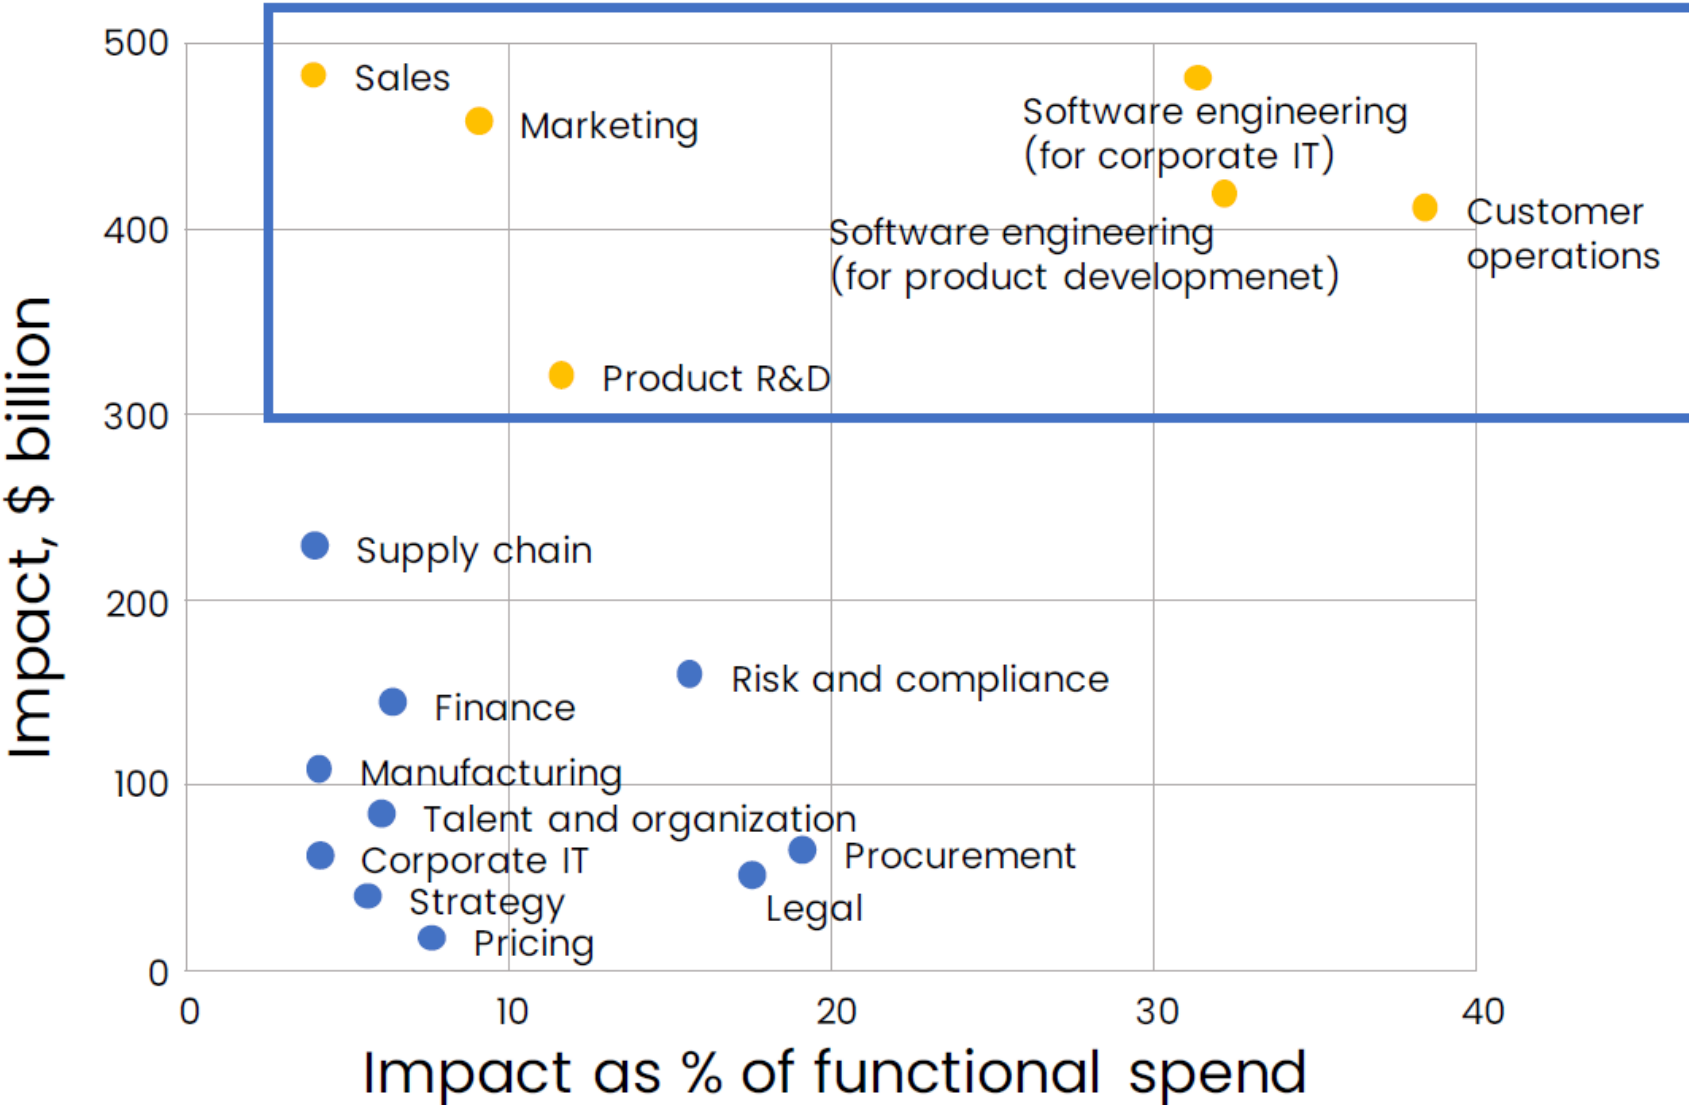 500
Sales
Marketing
Software engineering
(for corporate IT)
Customer
operations
400
Software engineering
(for product developmenet)
Product R&D
300
Impact, $ billion
Supply chain
200
Risk and compliance
Finance
Manufacturing
100
Talent and organization
Corporate IT
Procurement
Strategy
Legal
Pricing
0
0 10 20 30 40
Impact as % of functional spend